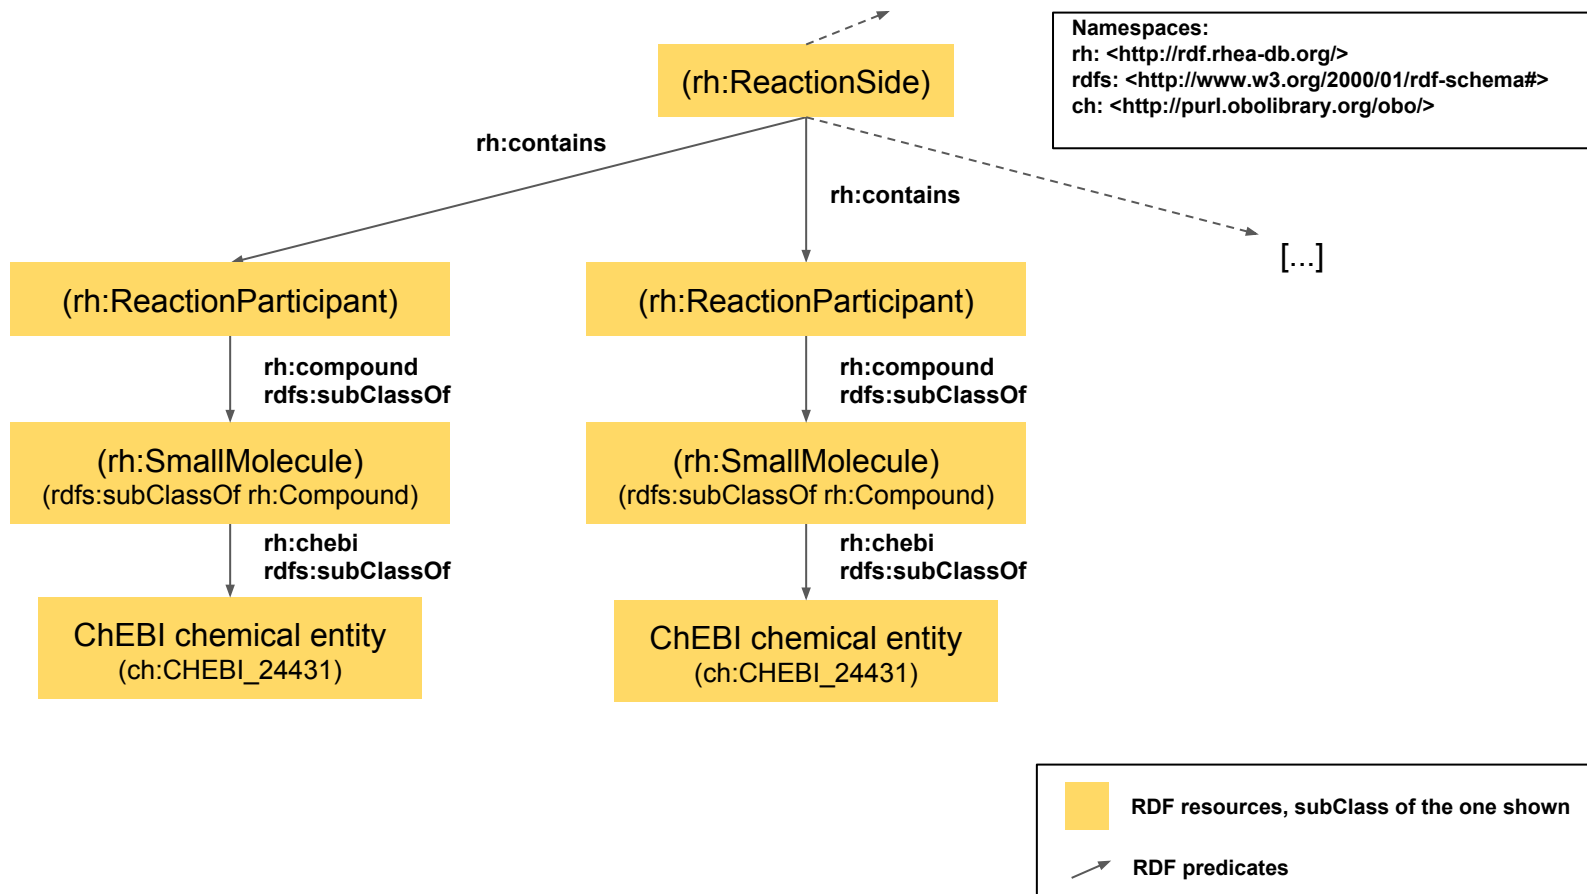 Namespaces:
rh: <http://rdf.rhea-db.org/>
rdfs: <http://www.w3.org/2000/01/rdf-schema#>
ch: <http://purl.obolibrary.org/obo/>
(rh:ReactionSide)
rh:contains
rh:contains
[...]
(rh:ReactionParticipant)
(rh:ReactionParticipant)
rh:compound
rdfs:subClassOf
rh:compound
rdfs:subClassOf
(rh:SmallMolecule)
(rdfs:subClassOf rh:Compound)
(rh:SmallMolecule)
(rdfs:subClassOf rh:Compound)
rh:chebi
rdfs:subClassOf
rh:chebi
rdfs:subClassOf
ChEBI chemical entity
(ch:CHEBI_24431)
ChEBI chemical entity
(ch:CHEBI_24431)
RDF resources, subClass of the one shown
RDF predicates